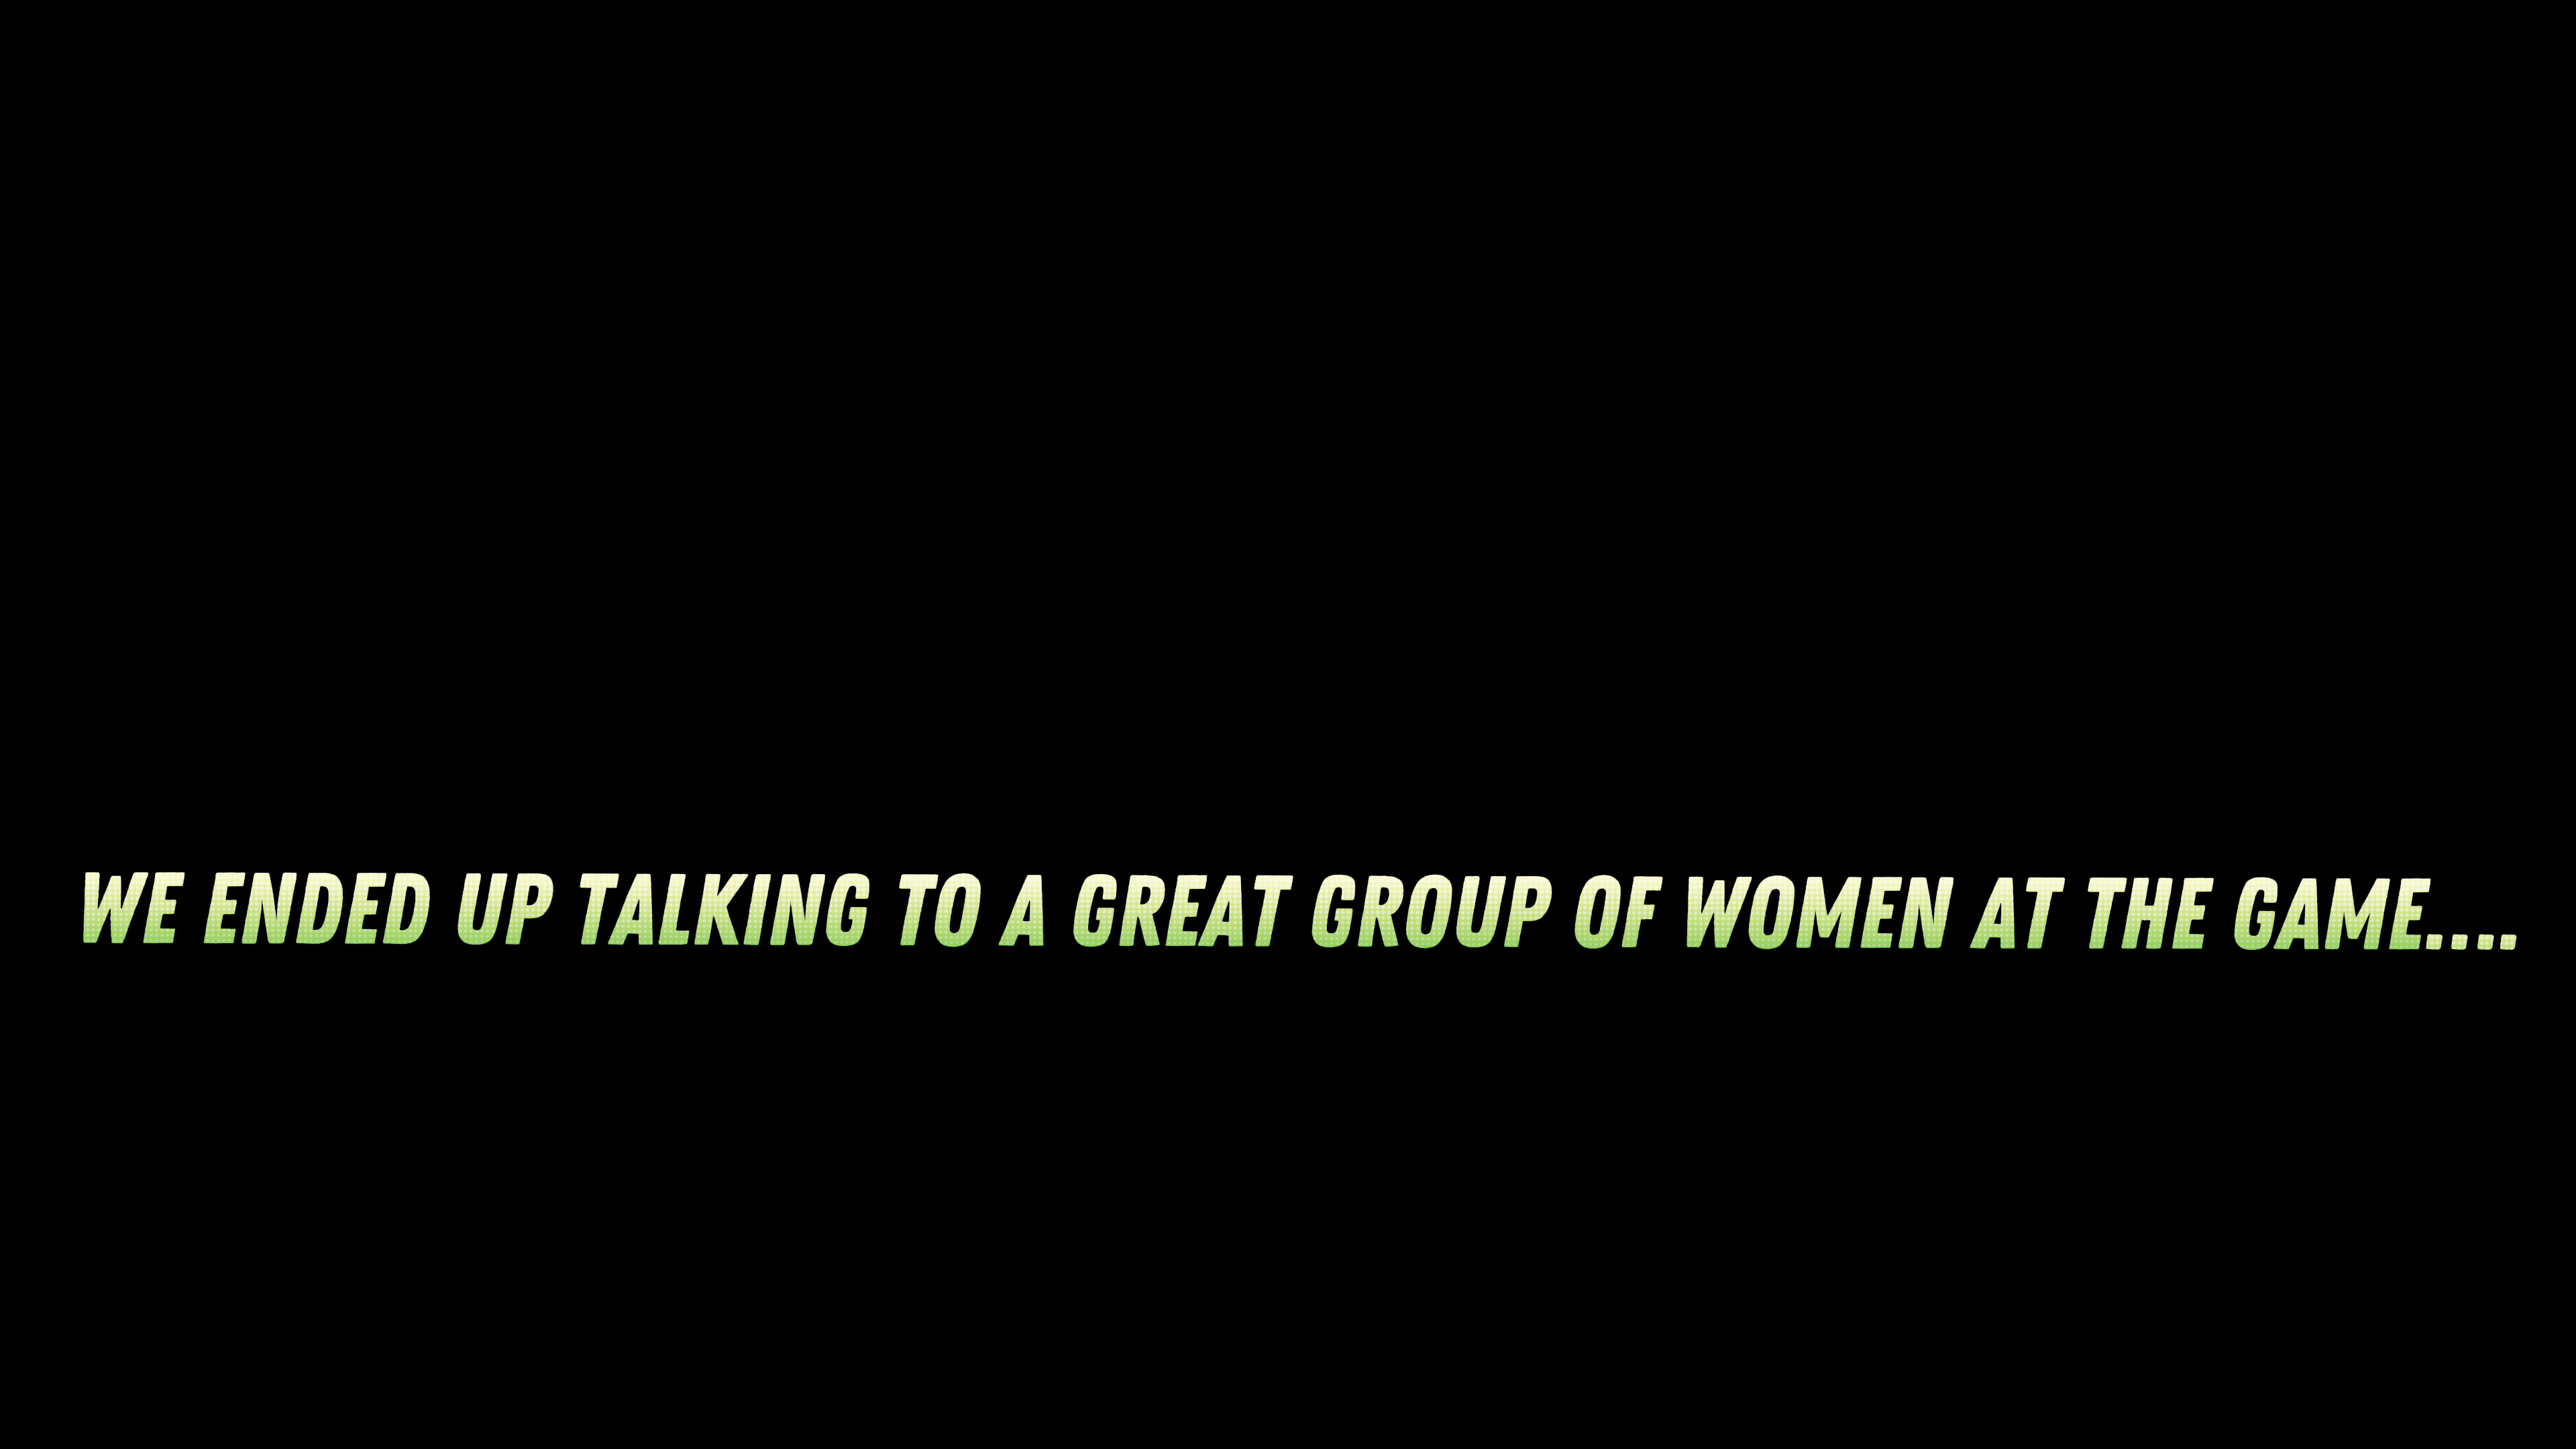 WE ENDED UP TALKING TO A GREAT GROUP OF WOMEN AT THE GAME....